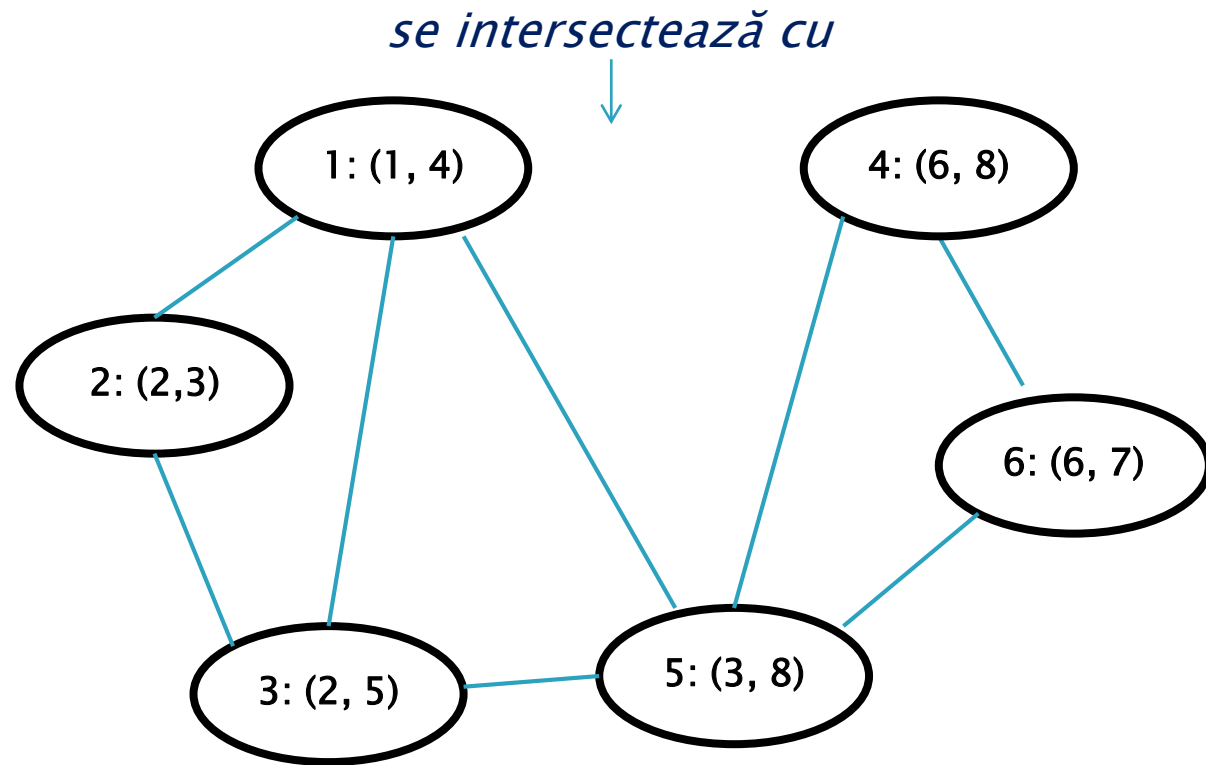 se intersectează cu
1: (1, 4)
4: (6, 8)
2: (2,3)
6: (6, 7)
3: (2, 5)
5: (3, 8)